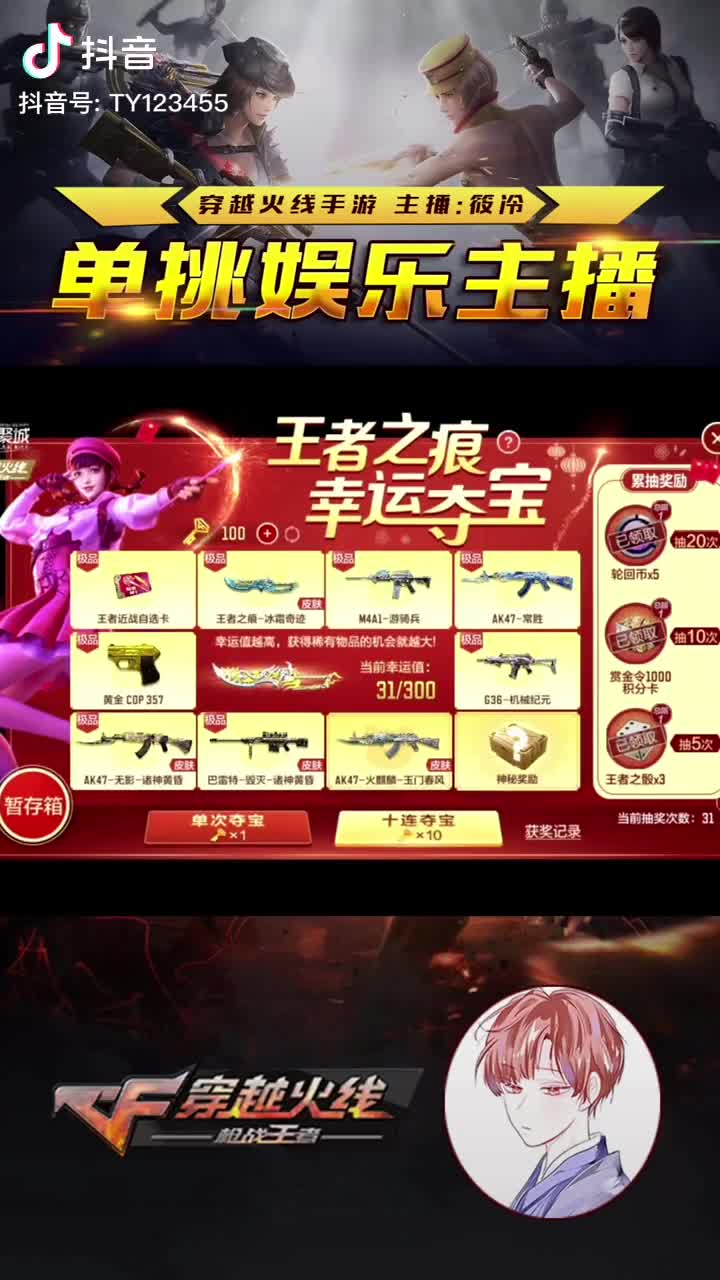 抖音
抖音号: TY123455
穿越火线手游 主播:筱冷
单挑娱乐主播
聚城
火线
王者之痕 ?
幸运夺宝
100 +
累抽奖励
已领取 抽20次
轮回币x5
已领取 抽10次
赏金令1000
积分卡
已领取 抽5次
王者之骰x3
极品 极品 极品 极品
皮肤
王者近战自选卡 王者之痕-冰霜奇迹 M4A1-游骑兵 AK47-常胜
极品 极品
幸运值越高，获得稀有物品的机会就越大!
当前幸运值:
31/300
黄金 COP 357 G36-机械纪元
极品 极品
皮肤 皮肤 皮肤
AK47-无影-诸神黄昏 巴雷特-毁灭-诸神黄昏 AK47-火麒麟-玉门春风 神秘奖励
暂存箱
单次夺宝
×1
十连夺宝
×10
获奖记录
当前抽奖次数: 31
CF 穿越火线
枪战王者